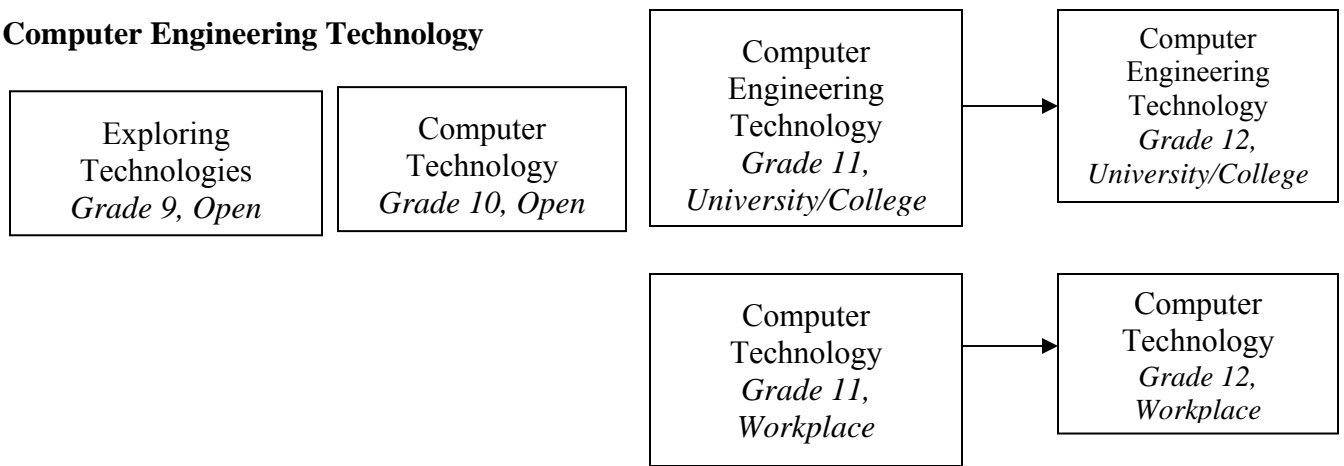 Computer Engineering Technology
Exploring
Technologies
Grade 9, Open
Computer
Technology
Grade 10, Open
Computer
Engineering
Technology
Grade 11,
University/College
Computer
Engineering
Technology
Grade 12,
University/College
Computer
Technology
Grade 11,
Workplace
Computer
Technology
Grade 12,
Workplace